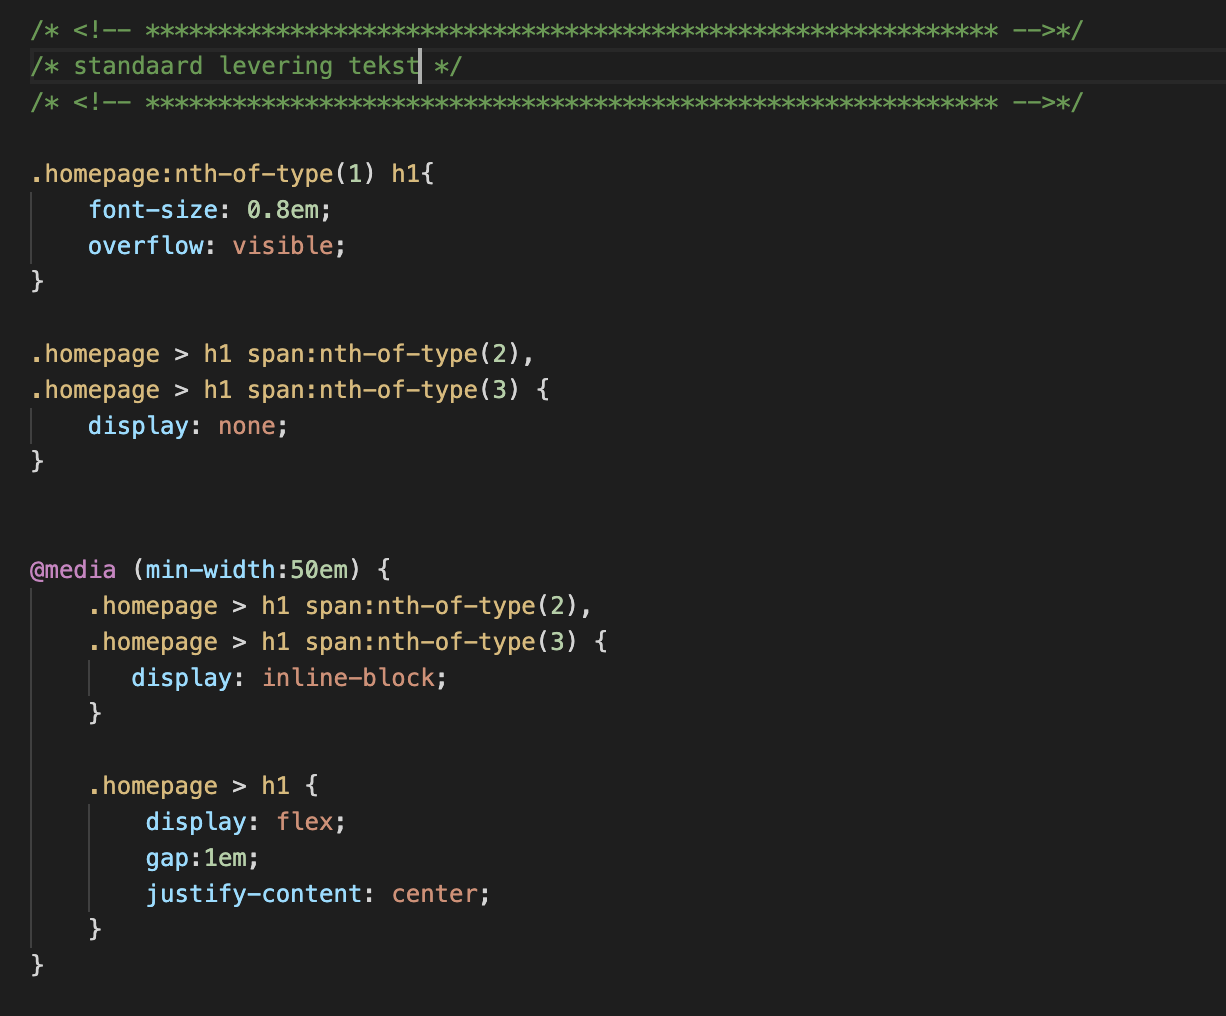 /* <!-- *********************************************************** -->*/
/* standaard levering tekst */
/* <!-- *********************************************************** -->*/
.homepage:nth-of-type(1) h1{
font-size: 0.8em;
overflow: visible;
}
.homepage > h1 span:nth-of-type(2),
.homepage > h1 span:nth-of-type(3) {
display: none;
}
@media (min-width:50em) {
.homepage > h1 span:nth-of-type(2),
.homepage > h1 span:nth-of-type(3) {
display: inline-block;
}
.homepage > h1 {
display: flex;
gap:1em;
justify-content: center;
}
}